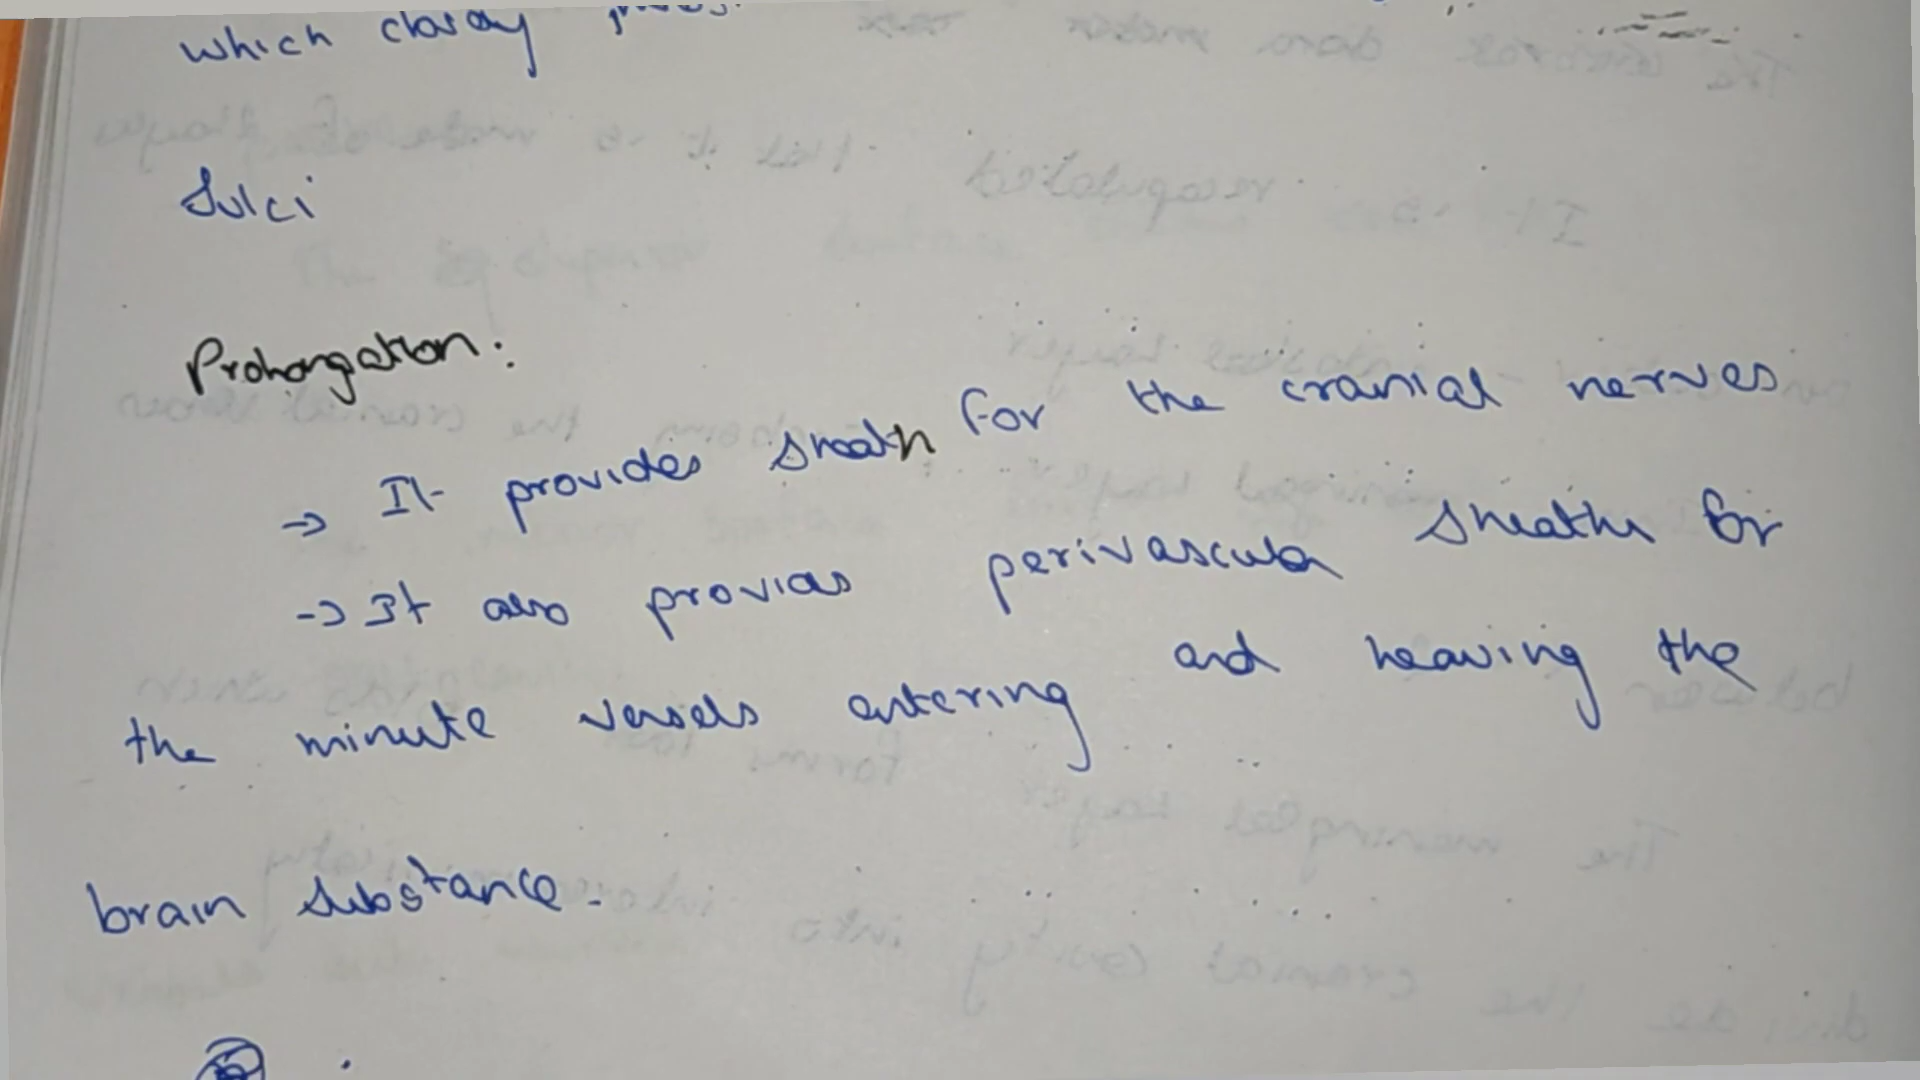 which closely
Sulci
Prolongation:
→ It provides sheath for the cranial nerves
→ It also provides perivascular sheaths for
the minute vessels entering and leaving the
brain substance.